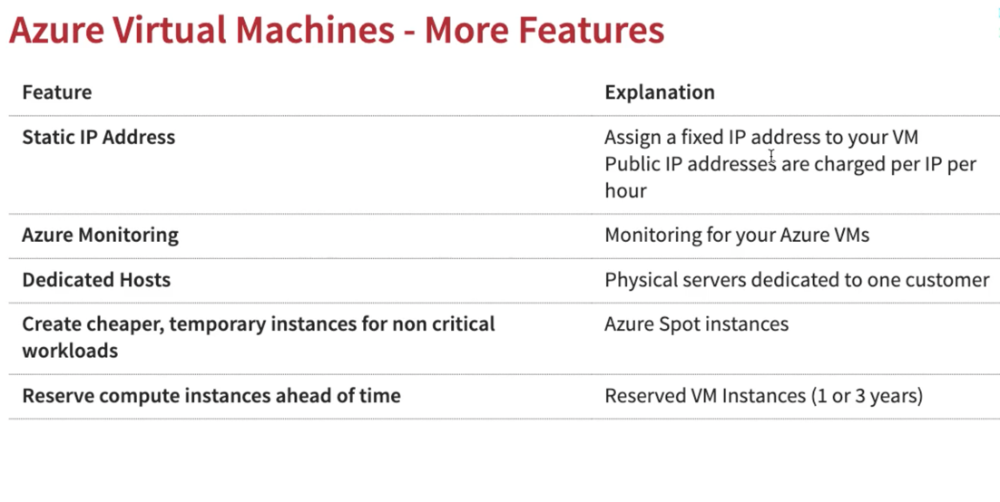 Azure Virtual Machines - More Features
Feature
Explanation
Static IP Address
Assign a fixed IP address to your VM
Public IP addresses are charged per IP per
hour
Azure Monitoring
Monitoring for your Azure VMs
Dedicated Hosts
Physical servers dedicated to one customer
Create cheaper, temporary instances for non critical
workloads
Azure Spot instances
Reserve compute instances ahead of time
Reserved VM Instances (1 or 3 years)